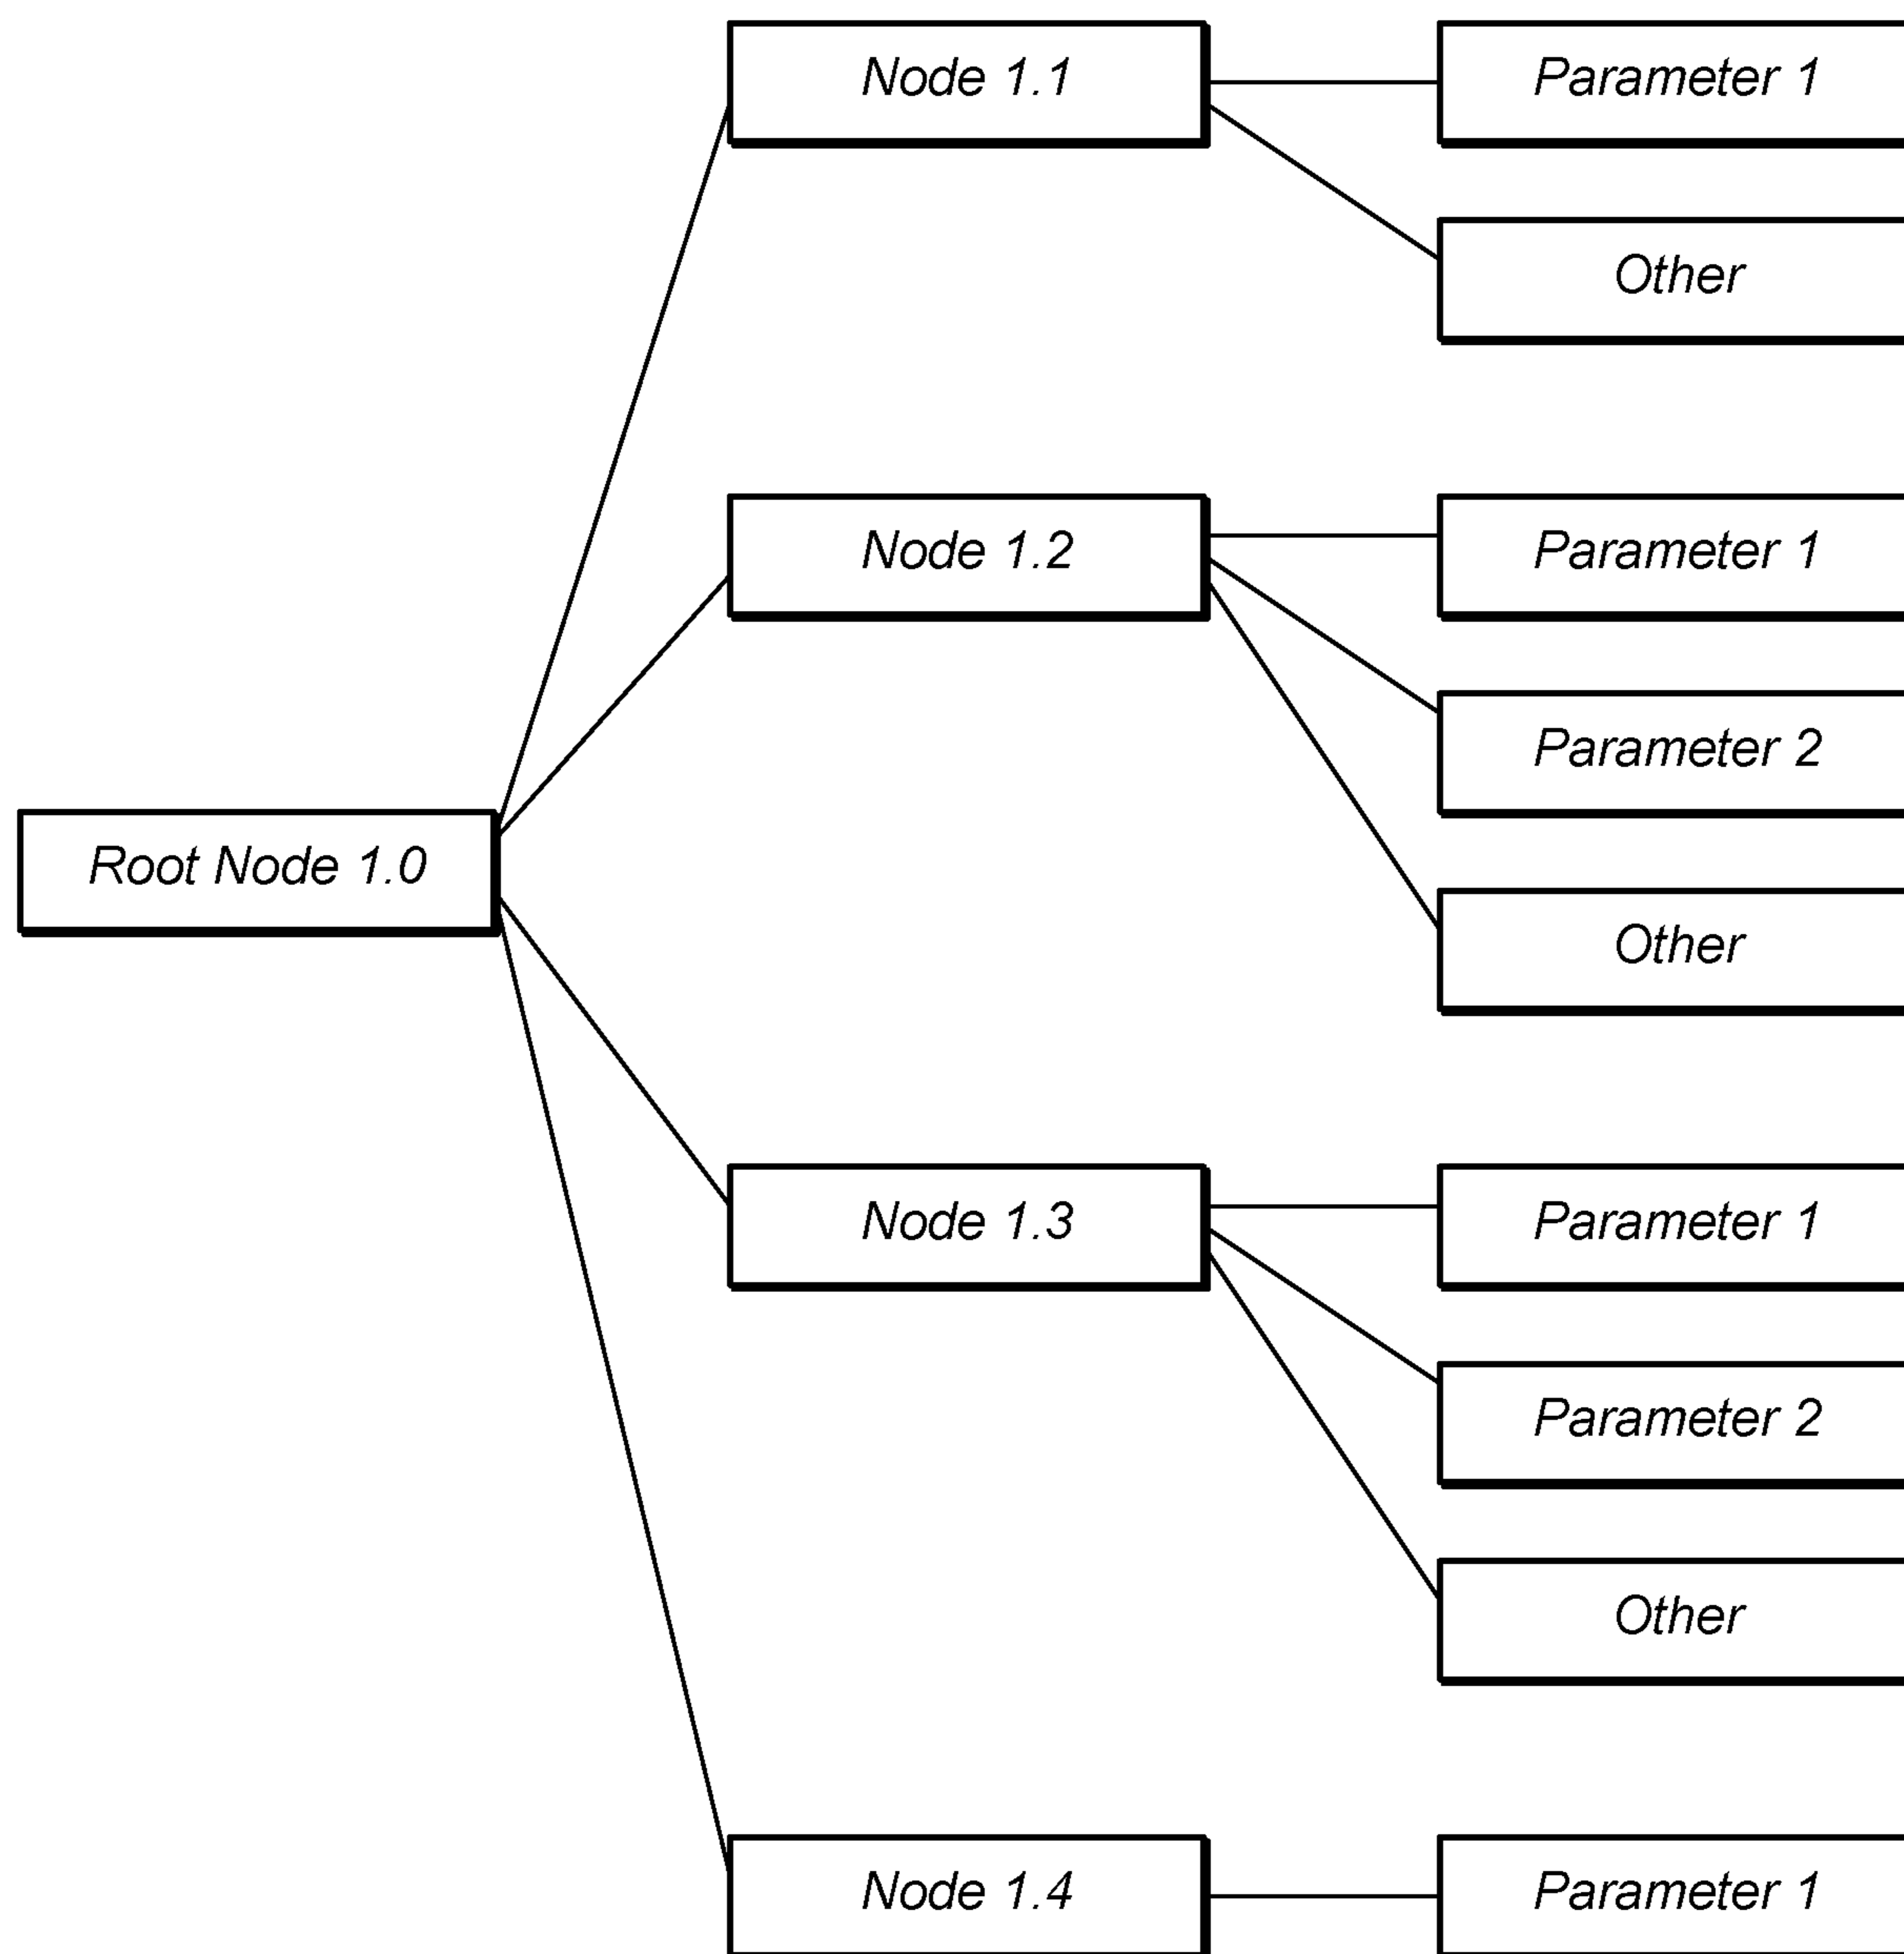 Node 1.1
Parameter 1
Other
Node 1.2
Parameter 1
Parameter 2
Root Node 1.0
Other
Node 1.3
Parameter 1
Parameter 2
Other
Node 1.4
Parameter 1